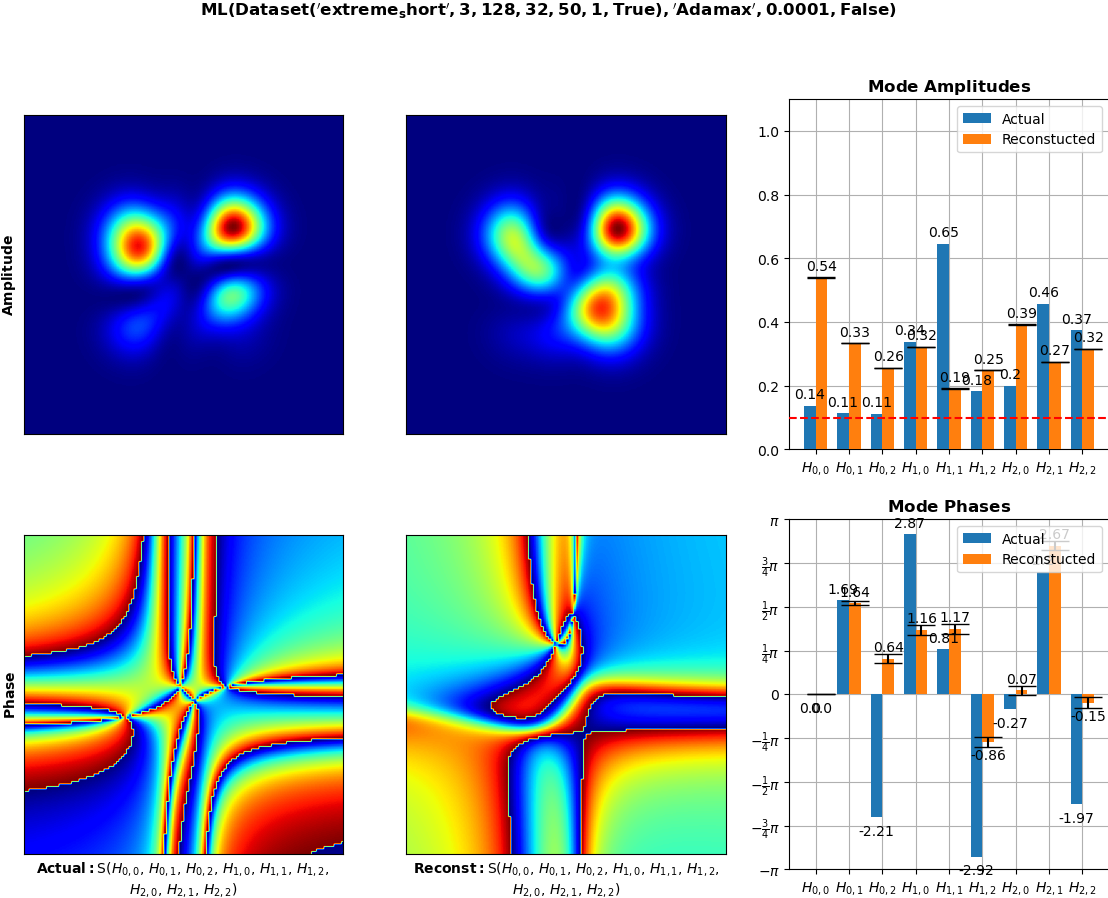 ML(Dataset('extreme_short', 3, 128, 32, 50, 1, True), 'Adamax', 0.0001, False)
Amplitude
Mode Amplitudes
Actual
Reconstucted
1.0
0.8
0.6
0.4
0.2
0.0
0.14
0.54
0.11
0.33
0.11
0.26
0.34
0.32
0.65
0.19
0.18
0.25
0.2
0.39
0.46
0.27
0.37
0.32
H0,0 H0,1 H0,2 H1,0 H1,1 H1,2 H2,0 H2,1 H2,2
Phase
Actual: S(H0,0, H0,1, H0,2, H1,0, H1,1, H1,2,
H2,0, H2,1, H2,2)
Reconst: S(H0,0, H0,1, H0,2, H1,0, H1,1, H1,2,
H2,0, H2,1, H2,2)
Mode Phases
Actual
Reconstucted
π
3/4π
1/2π
1/4π
0
−1/4π
−1/2π
−3/4π
−π
0.0
0.0
1.69
1.64
-2.21
0.64
2.87
1.16
0.81
1.17
-2.92
-0.86
-0.27
0.07
2.67
-1.97
-0.15
H0,0 H0,1 H0,2 H1,0 H1,1 H1,2 H2,0 H2,1 H2,2